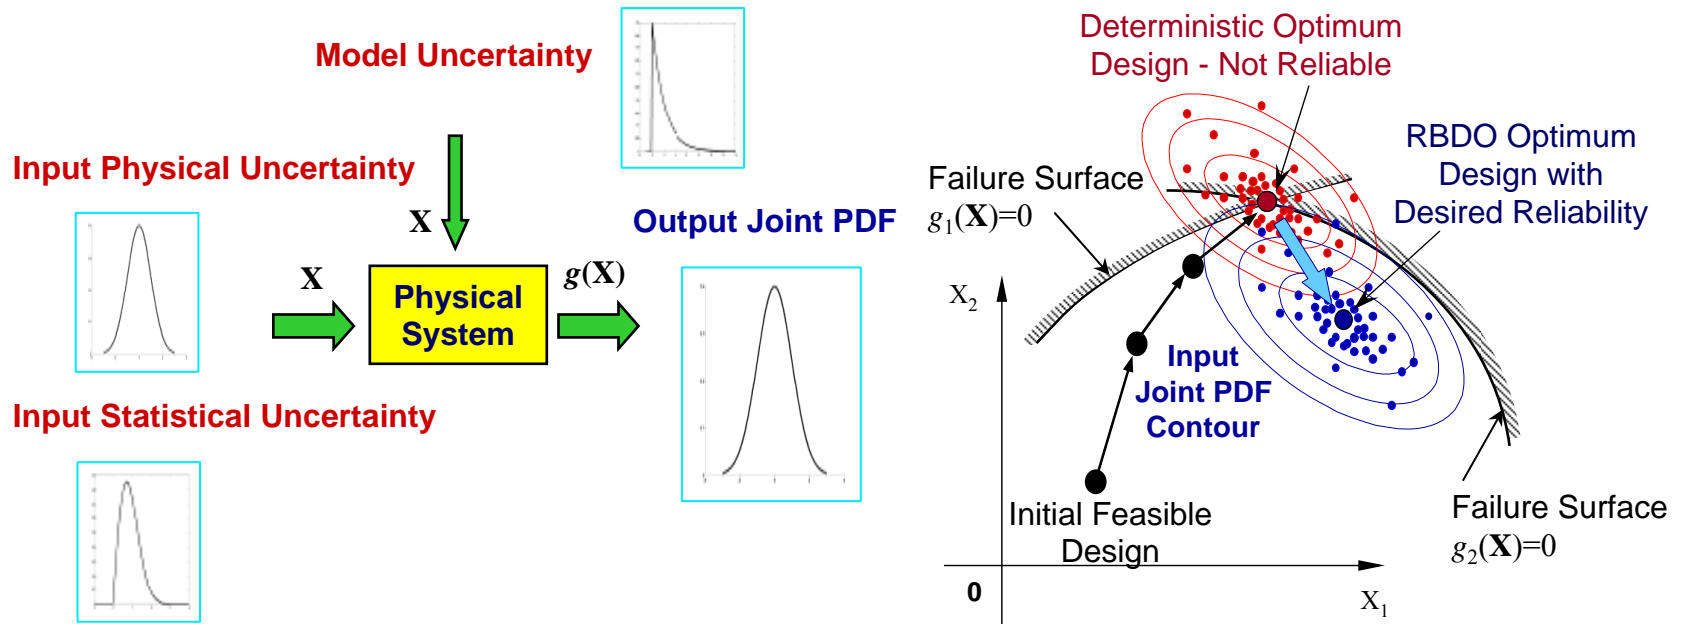 Model Uncertainty
Input Physical Uncertainty
X
Output Joint PDF
X
Physical
System
g(X)
Input Statistical Uncertainty
Deterministic Optimum
Design - Not Reliable
RBDO Optimum
Design with
Desired Reliability
Failure Surface
g₁(X)=0
X₂
Input
Joint PDF
Contour
Initial Feasible
Design
Failure Surface
g₂(X)=0
0
X₁